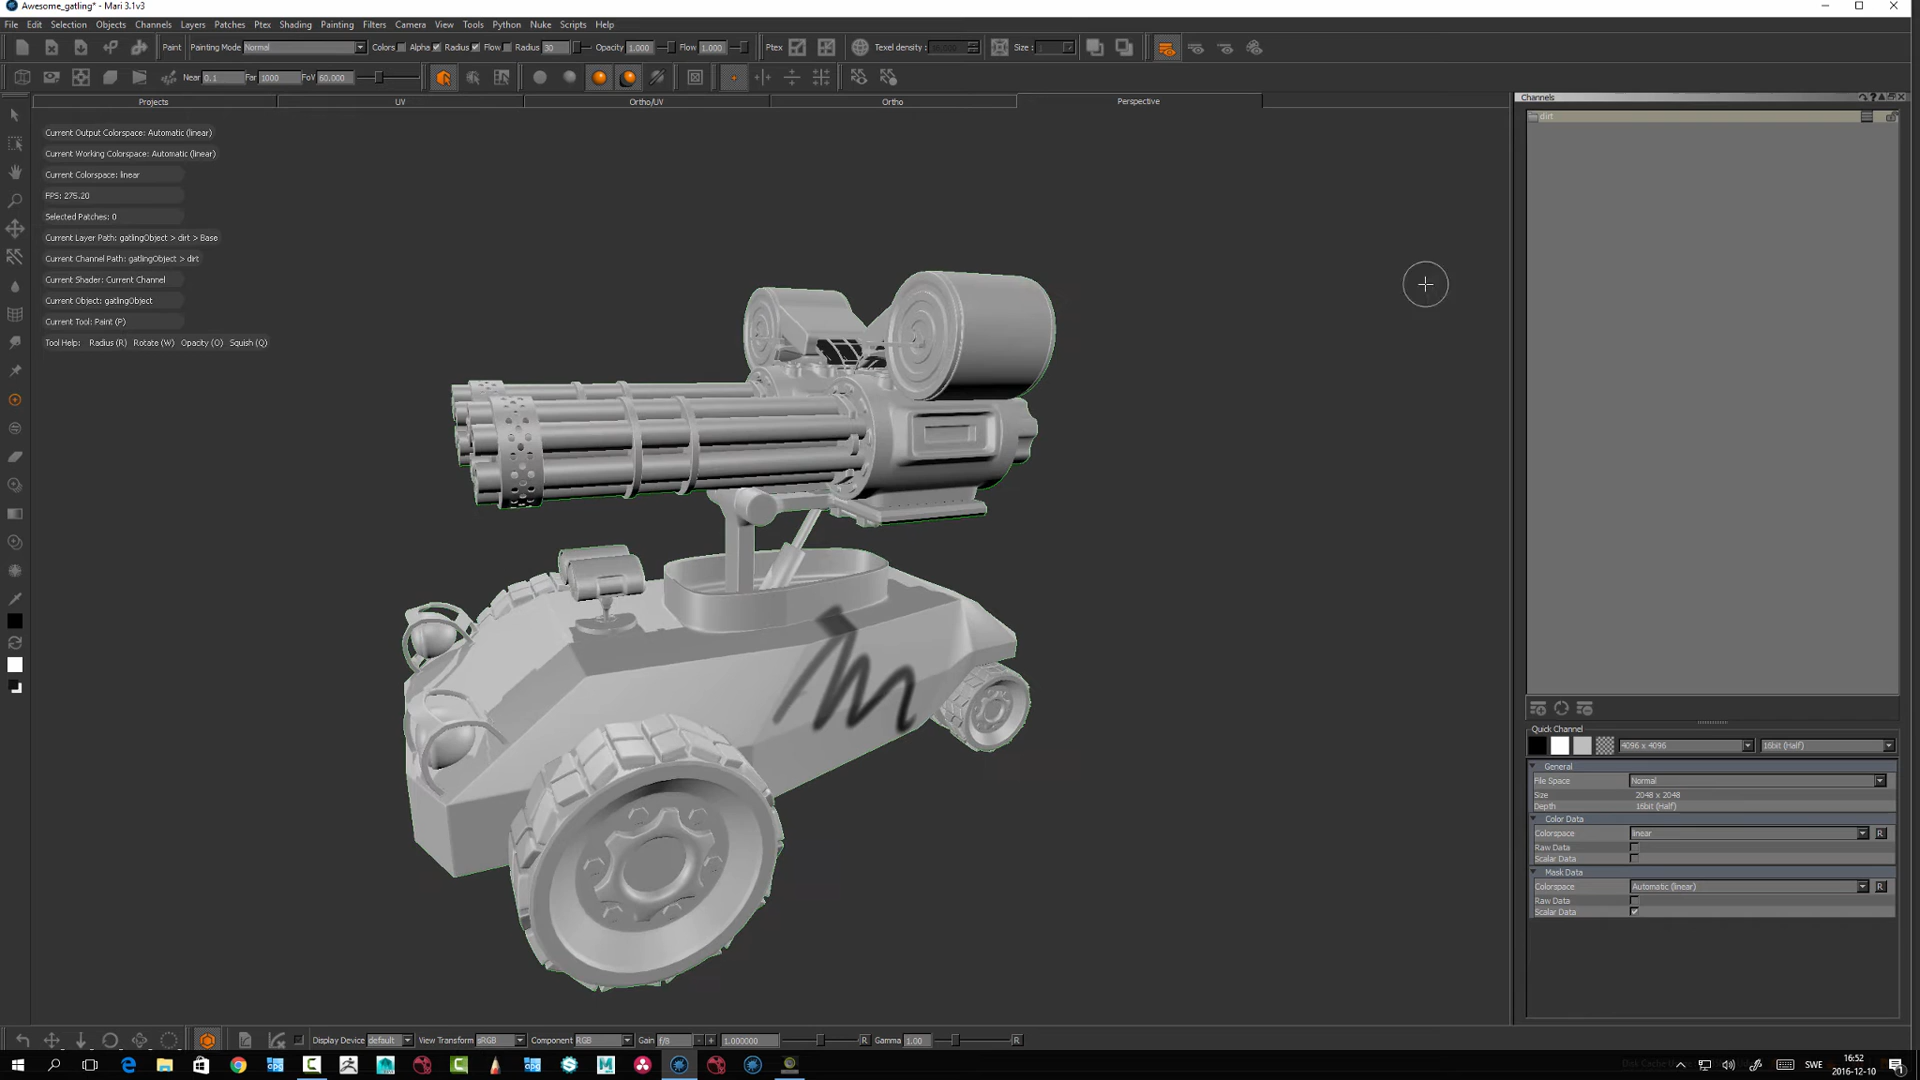 Awesome_gatling* - Mari 3.1v3
File Edit Selection Objects Channels Layers Patches Ptex Shading Painting Filters Camera View Tools Python Nuke Scripts Help
Paint Painting Mode Normal Colors Alpha Radius Flow Radius 30 Opacity 1.000 Flow 1.000 Ptex Texel density: Size:
Near 0.1 Far 1000 FoV 60.000
Projects UV Ortho/UV Ortho Perspective
Channels
dirt
Current Output Colorspace: Automatic (linear)
Current Working Colorspace: Automatic (linear)
Current Colorspace: linear
FPS: 275.20
Selected Patches: 0
Current Layer Path: gatlingObject > dirt > Base
Current Channel Path: gatlingObject > dirt
Current Shader: Current Channel
Current Object: gatlingObject
Current Tool: Paint (P)
Tool Help: Radius (R) Rotate (W) Opacity (O) Squish (Q)
Quick Channel
4096 x 4096 16bit (Half)
General
File Space Normal
Size 2048 x 2048
Depth 16bit (Half)
Color Data
Colorspace linear R
Raw Data
Scalar Data
Mask Data
Colorspace Automatic (linear) R
Raw Data
Scalar Data
Display Device default View Transform sRGB Component RGB Gain f/8 - + 1.000000 R Gamma 1.00 R
SWE
16:52
2016-12-10